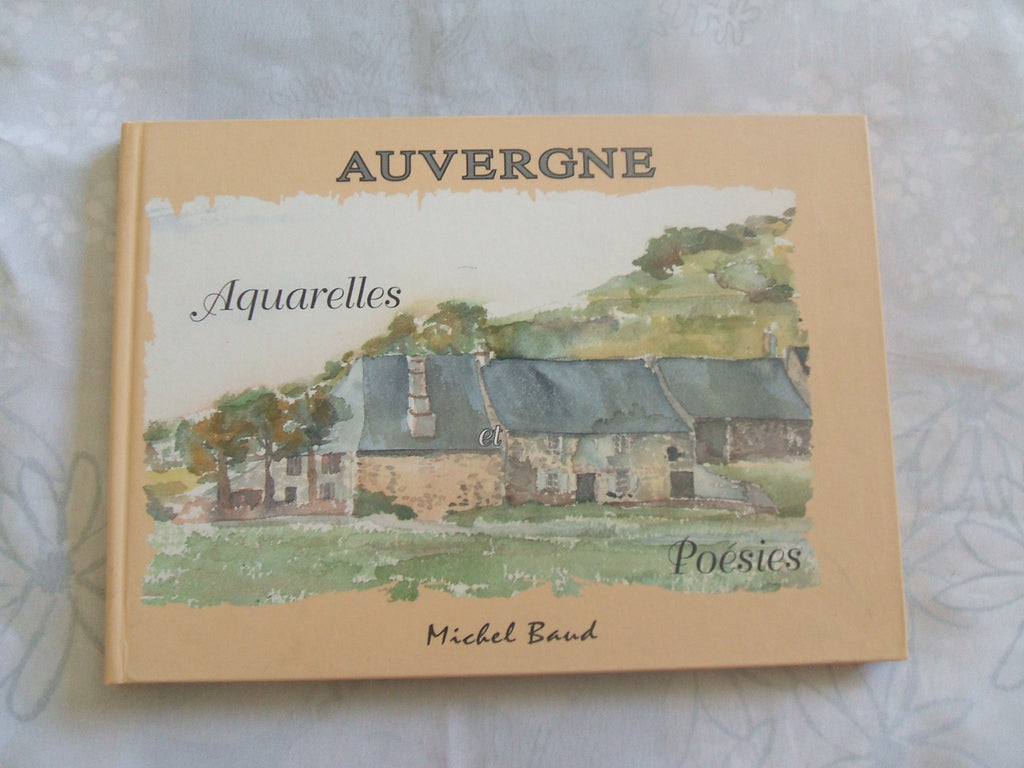 AUVERGNE
Aquarelles
et
Poésies
Michel Baud